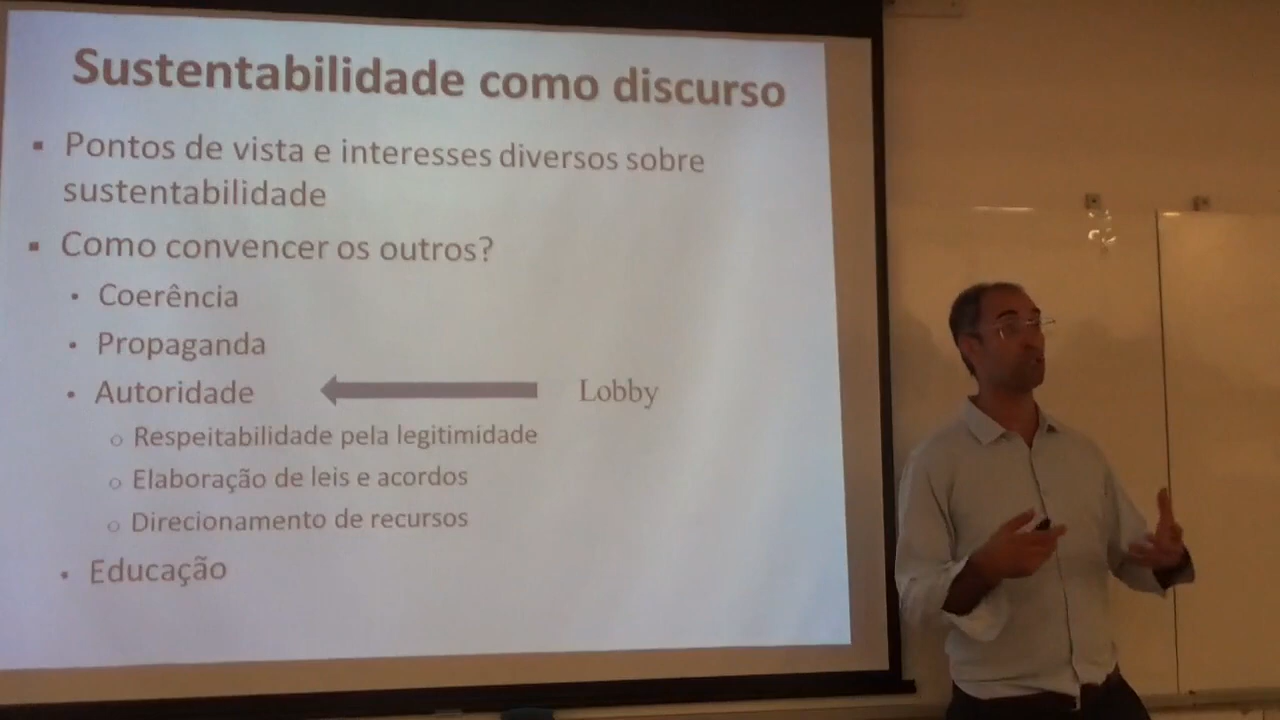 Sustentabilidade como discurso
▪ Pontos de vista e interesses diversos sobre
sustentabilidade
▪ Como convencer os outros?
• Coerência
• Propaganda
• Autoridade Lobby
o Respeitabilidade pela legitimidade
o Elaboração de leis e acordos
o Direcionamento de recursos
• Educação